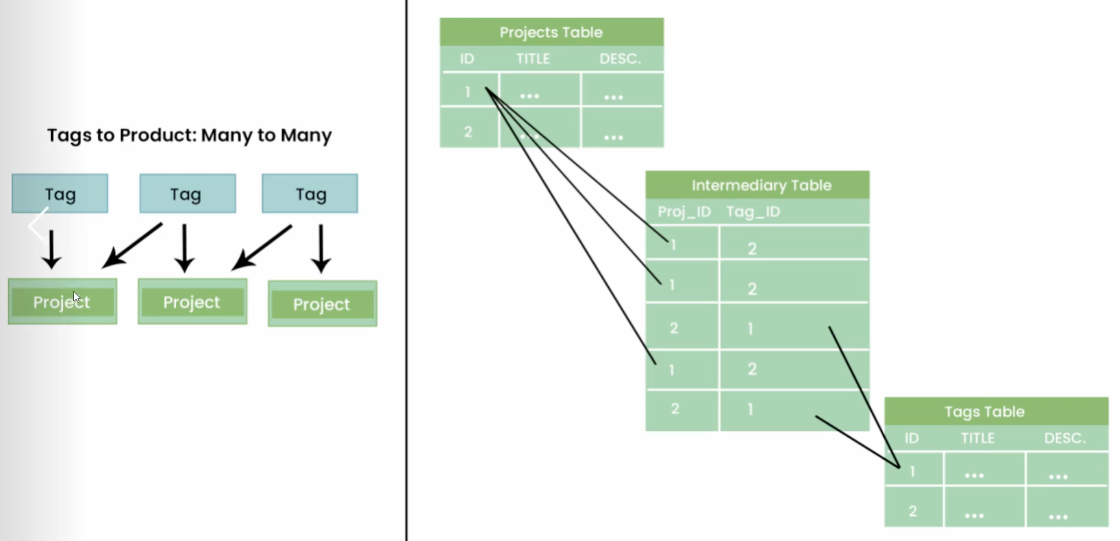 Tags to Product: Many to Many
Tag Tag Tag
Project Project Project
Projects Table
ID TITLE DESC.
1 ... ...
2 ... ...
Intermediary Table
Proj_ID Tag_ID
1 2
1 2
2 1
1 2
2 1
Tags Table
ID TITLE DESC.
1 ... ...
2 ... ...